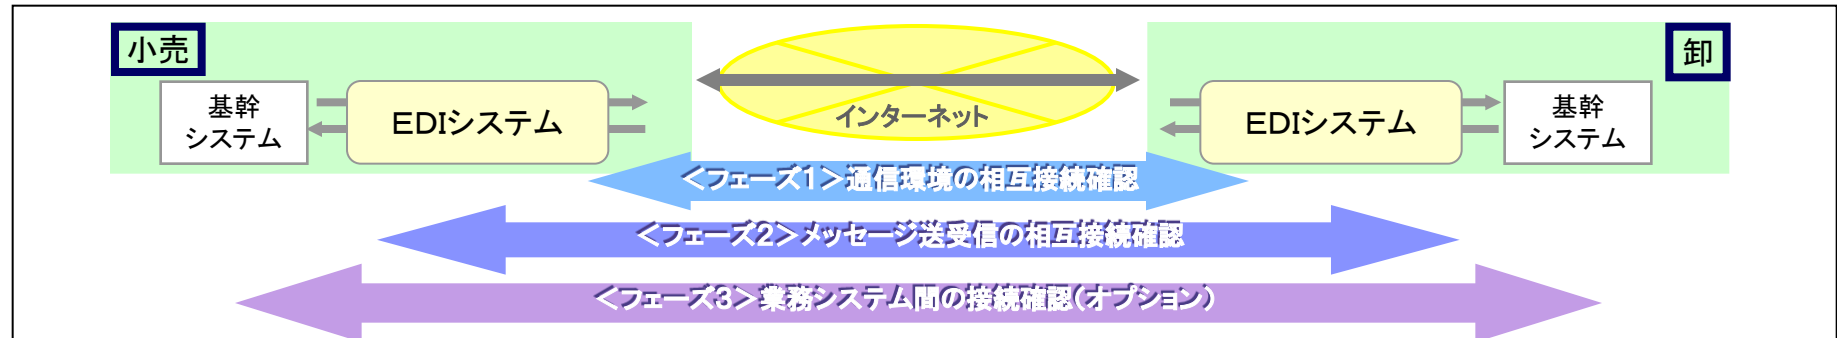 小売
卸
基幹
システム
EDIシステム
インターネット
EDIシステム
基幹
システム
<フェーズ1>通信環境の相互接続確認
<フェーズ2>メッセージ送受信の相互接続確認
<フェーズ3>業務システム間の接続確認(オプション)